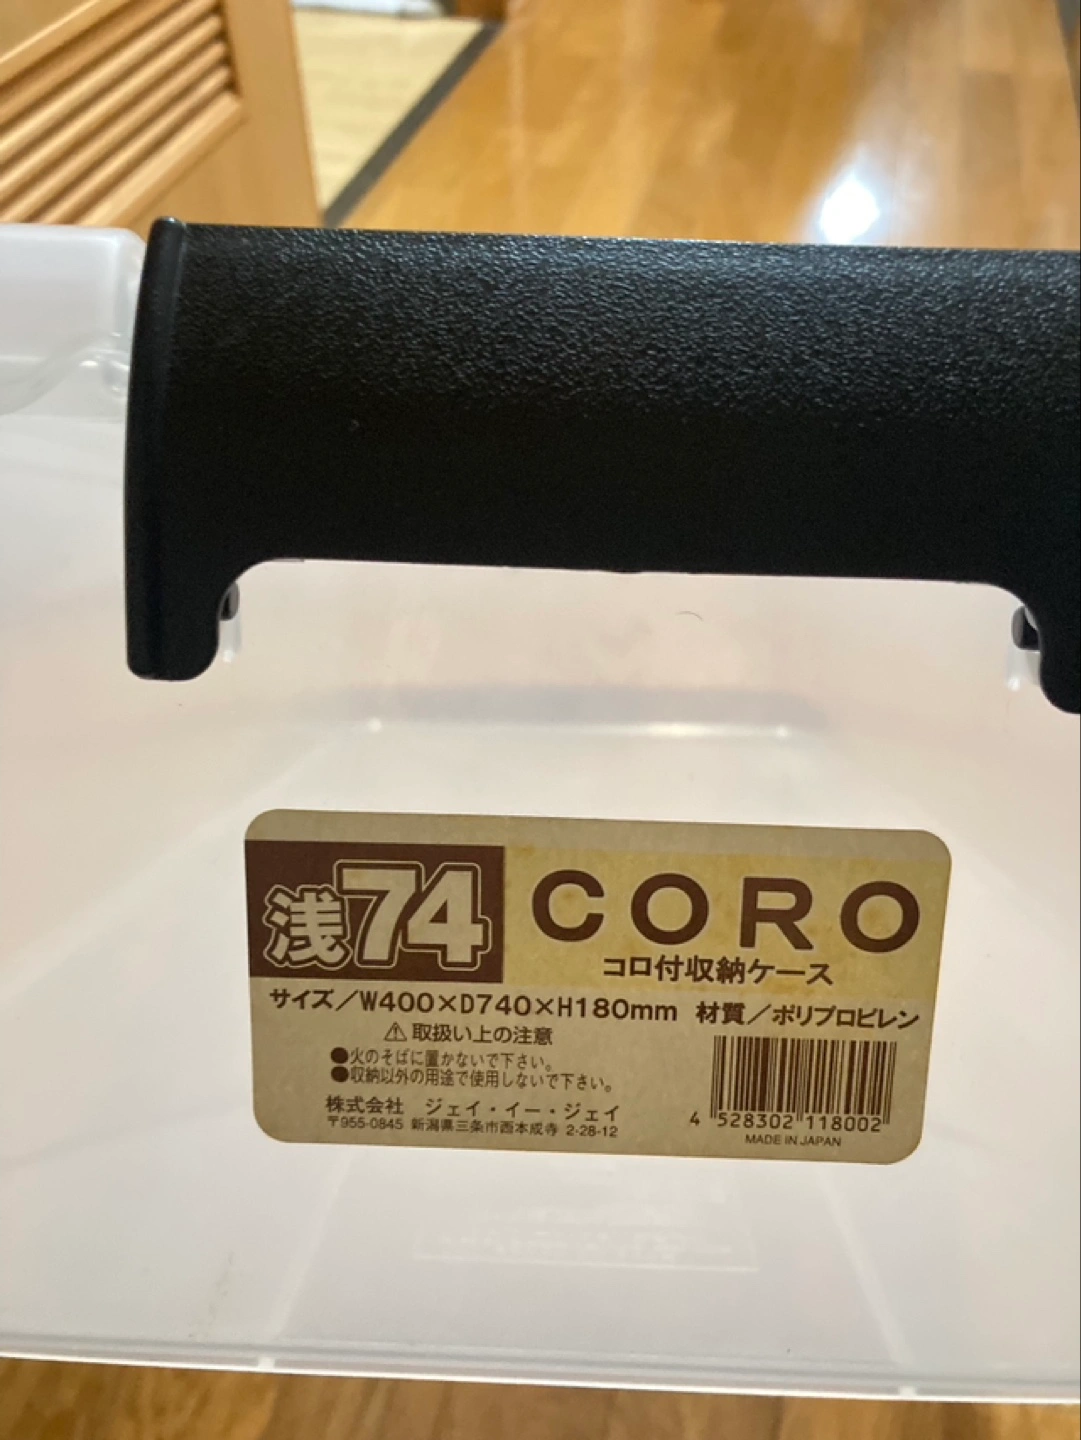 浅74
CORO
コロ付収納ケース
サイズ／W400×D740×H180mm 材質／ポリプロピレン
⚠取扱い上の注意
●火のそばに置かないで下さい。
●収納以外の用途で使用しないで下さい。
株式会社 ジェイ・イー・ジェイ
〒955-0845 新潟県三条市西本成寺 2-28-12
4 528302 118002
MADE IN JAPAN